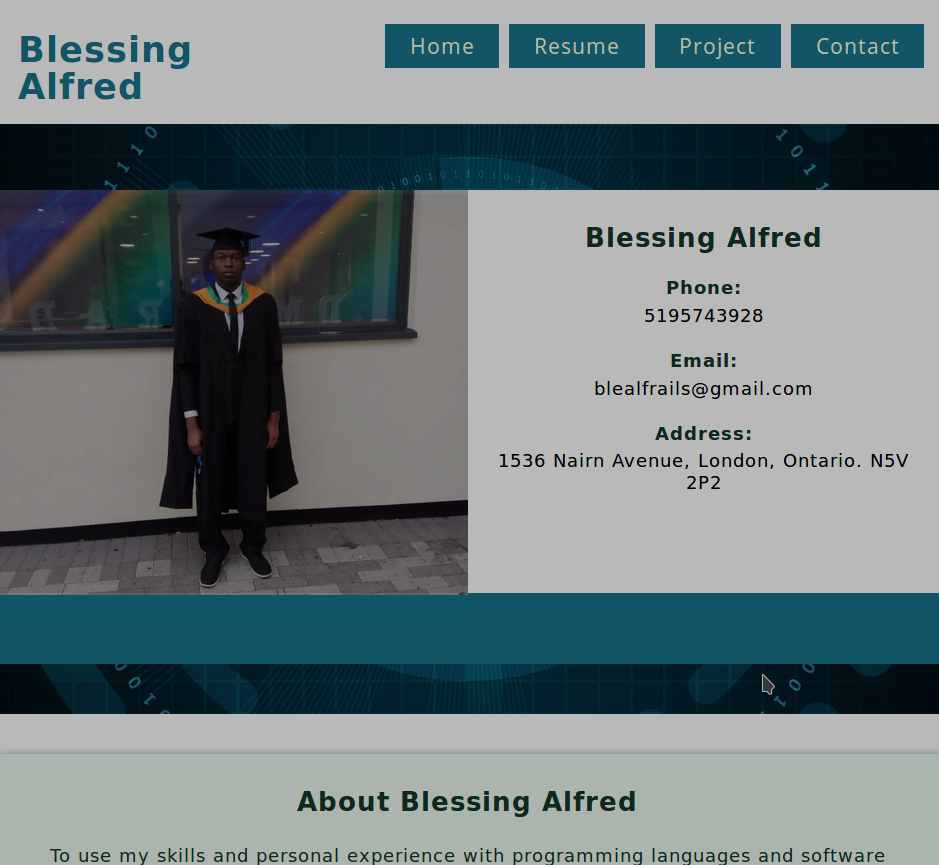 Blessing
Alfred
Home Resume Project Contact
Blessing Alfred
Phone:
5195743928
Email:
blealfrails@gmail.com
Address:
1536 Nairn Avenue, London, Ontario. N5V
2P2
About Blessing Alfred
To use my skills and personal experience with programming languages and software